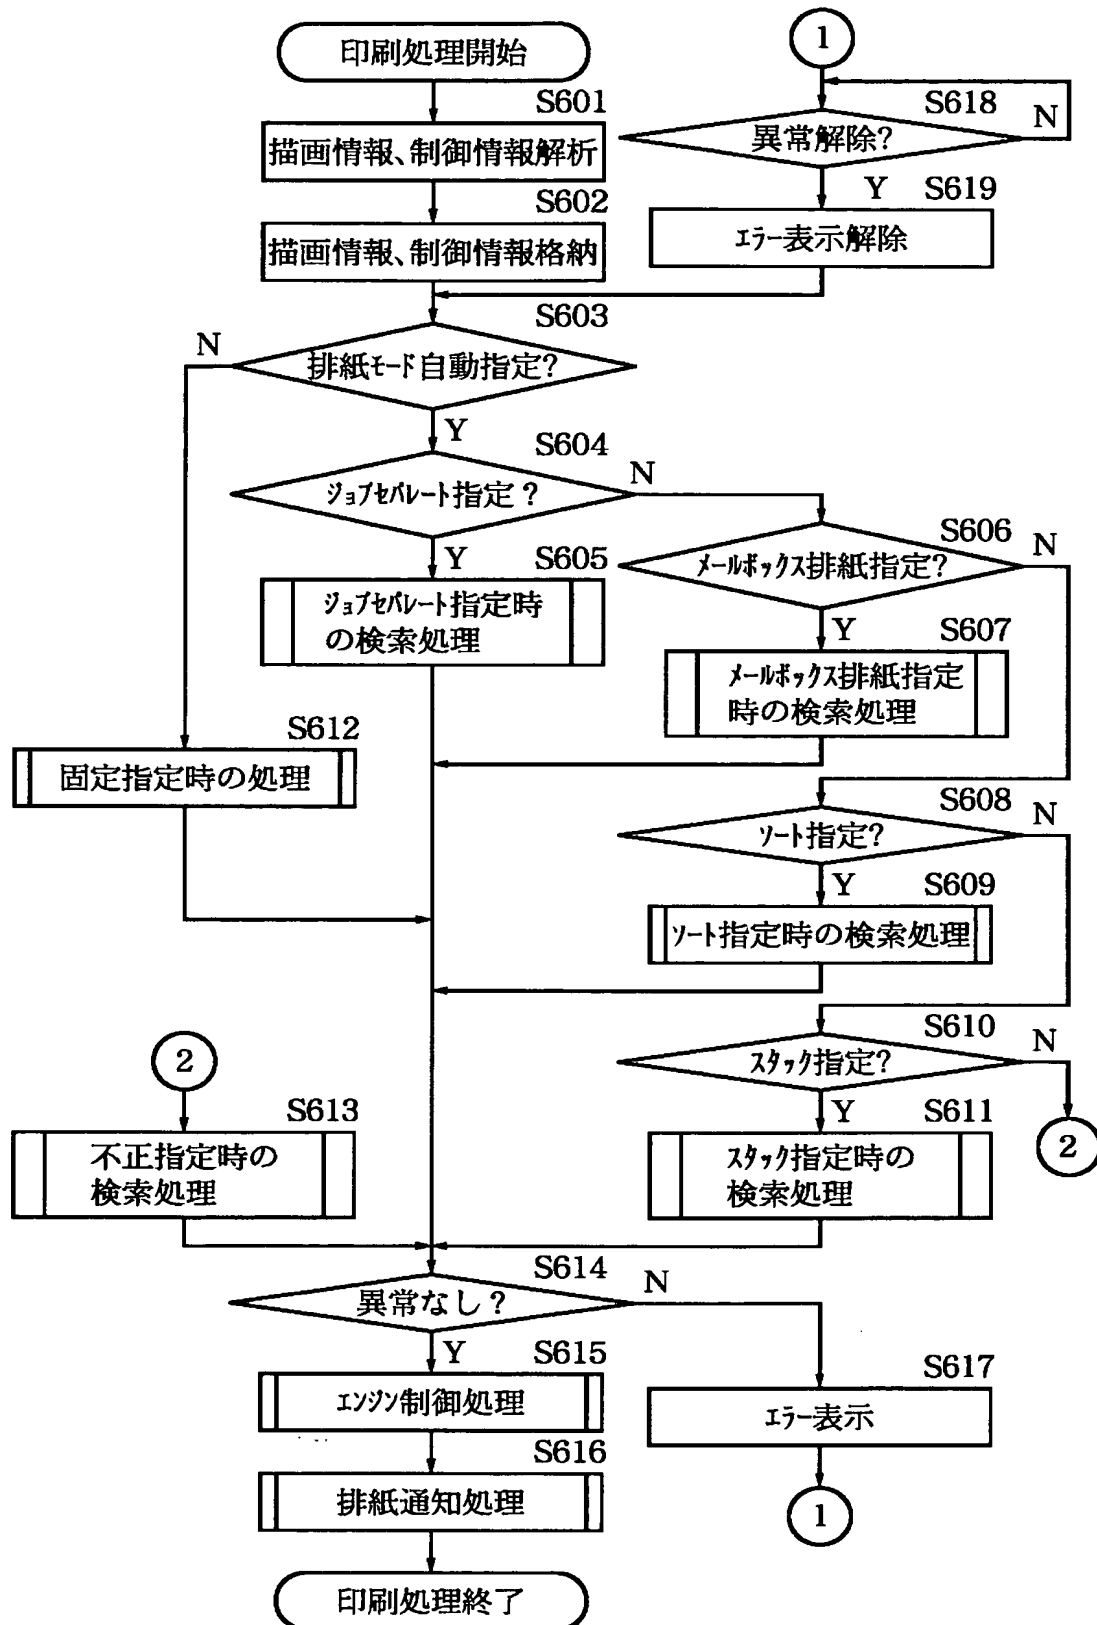 印刷処理開始
S601
描画情報、制御情報解析
S602
描画情報、制御情報格納
1
S618
異常解除?
N
Y
S619
エラー表示解除
S603
N
排紙モード自動指定?
Y
S604
N
ジョブセパレート指定?
Y
S605
ジョブセパレート指定時
の検索処理
S606
N
メールボックス排紙指定?
Y
S607
メールボックス排紙指定
時の検索処理
S612
固定指定時の処理
S608
N
ソート指定?
Y
S609
ソート指定時の検索処理
S610
N
スタック指定?
Y
S611
スタック指定時の
検索処理
2
2
S613
不正指定時の
検索処理
S614
N
異常なし?
Y
S615
エンジン制御処理
S616
排紙通知処理
印刷処理終了
S617
エラー表示
1